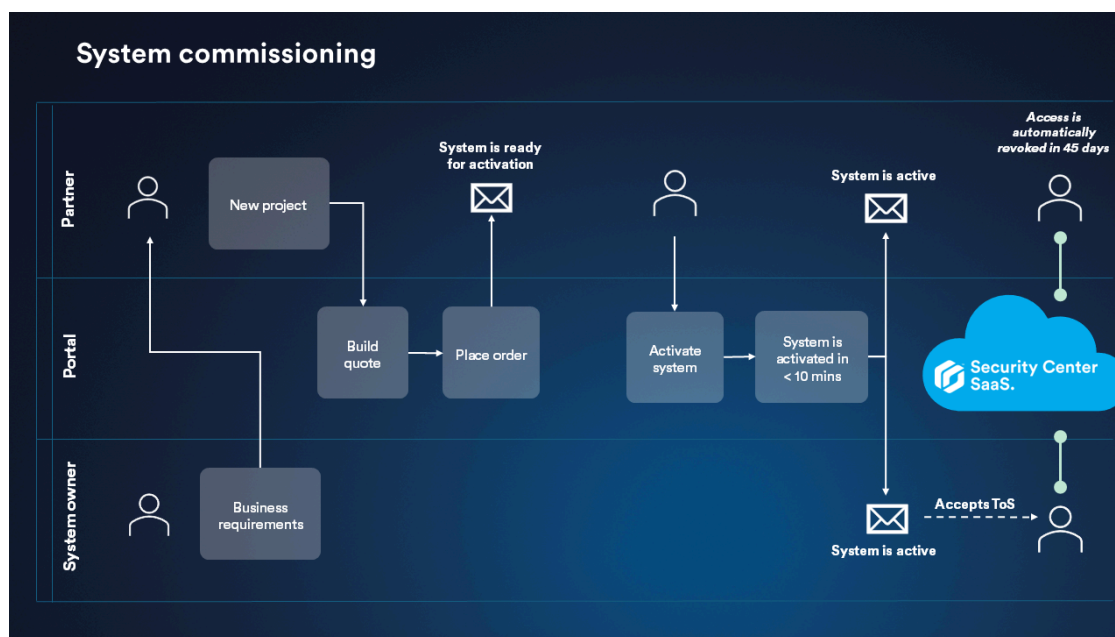 System commissioning
Partner
New project
System is ready
for activation
System is active
Access is
automatically
revoked in 45 days
Portal
Build
quote
Place order
Activate
system
System is
activated in
< 10 mins
Security Center
SaaS.
System owner
Business
requirements
Accepts ToS
System is active